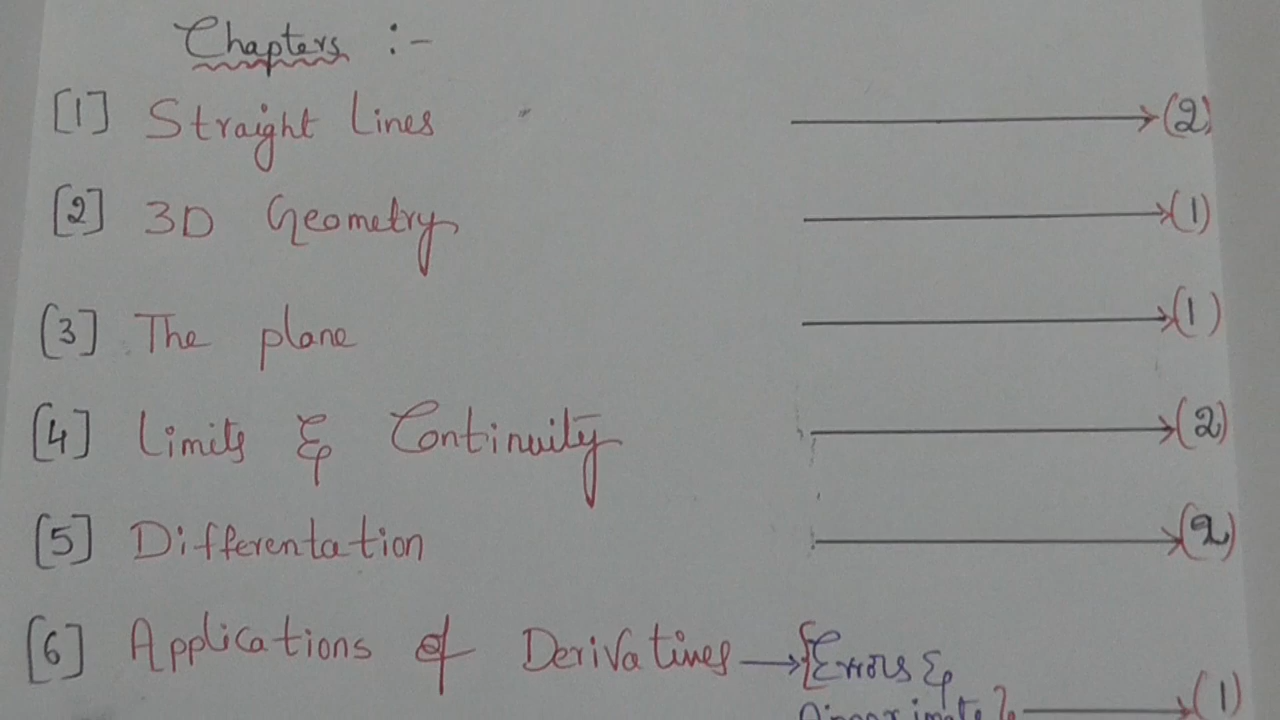 Chapters :-
[1] Straight Lines → (2)
[2] 3D Geometry → (1)
[3] The plane → (1)
[4] Limits & Continuity → (2)
[5] Differentation → (2)
[6] Applications of Derivatives → {Errors &
→ (1)